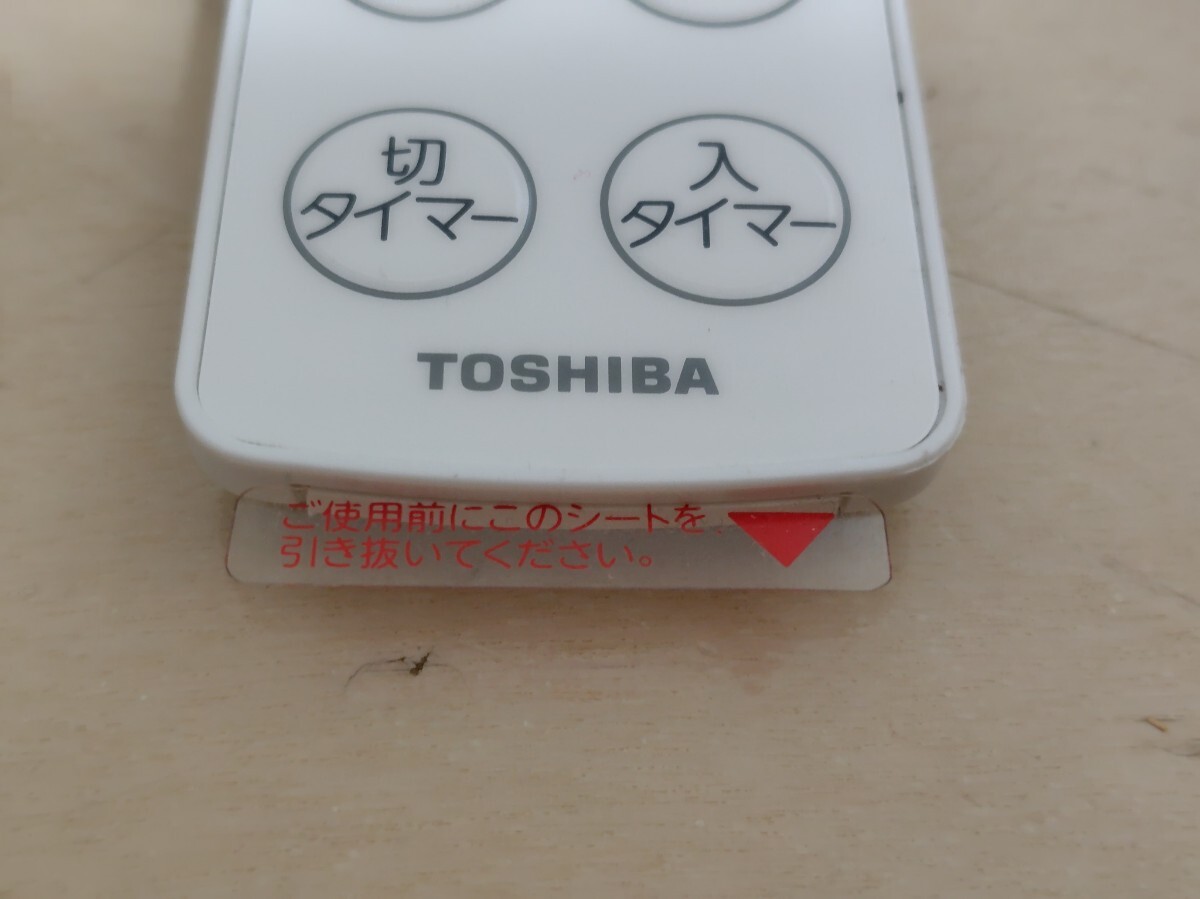 切
タイマー
入
タイマー
TOSHIBA
ご使用前にこのシートを
引き抜いてください。